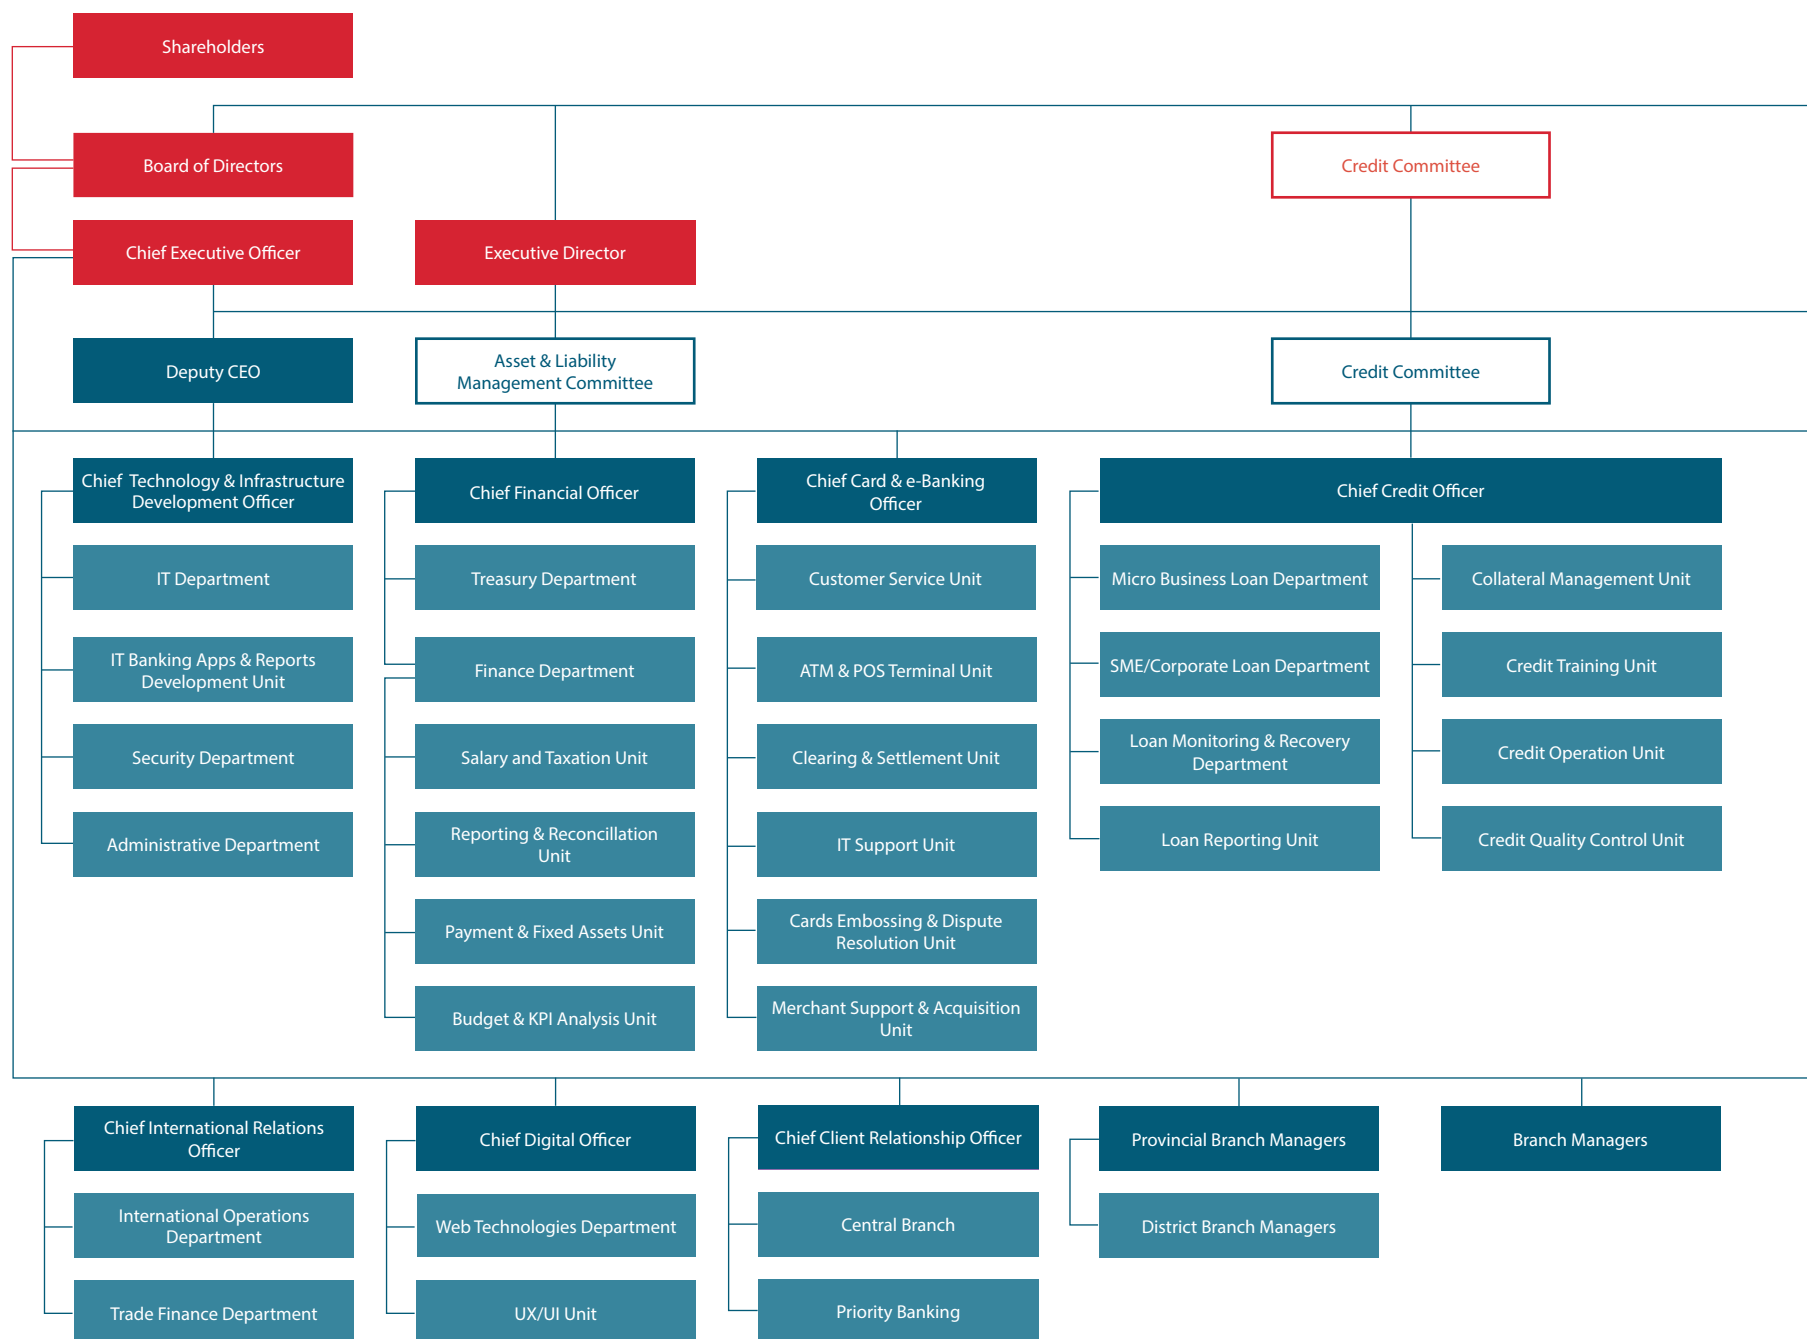 Shareholders
Board of Directors
Credit Committee
Chief Executive Officer
Executive Director
Deputy CEO
Asset & Liability
Management Committee
Credit Committee
Chief Technology & Infrastructure
Development Officer
Chief Financial Officer
Chief Card & e-Banking
Officer
Chief Credit Officer
IT Department
Treasury Department
Customer Service Unit
Micro Business Loan Department
Collateral Management Unit
IT Banking Apps & Reports
Development Unit
Finance Department
ATM & POS Terminal Unit
SME/Corporate Loan Department
Credit Training Unit
Security Department
Salary and Taxation Unit
Clearing & Settlement Unit
Loan Monitoring & Recovery
Department
Credit Operation Unit
Administrative Department
Reporting & Reconcillation
Unit
IT Support Unit
Loan Reporting Unit
Credit Quality Control Unit
Payment & Fixed Assets Unit
Cards Embossing & Dispute
Resolution Unit
Budget & KPI Analysis Unit
Merchant Support & Acquisition
Unit
Chief International Relations
Officer
Chief Digital Officer
Chief Client Relationship Officer
Provincial Branch Managers
Branch Managers
International Operations
Department
Web Technologies Department
Central Branch
District Branch Managers
Trade Finance Department
UX/UI Unit
Priority Banking